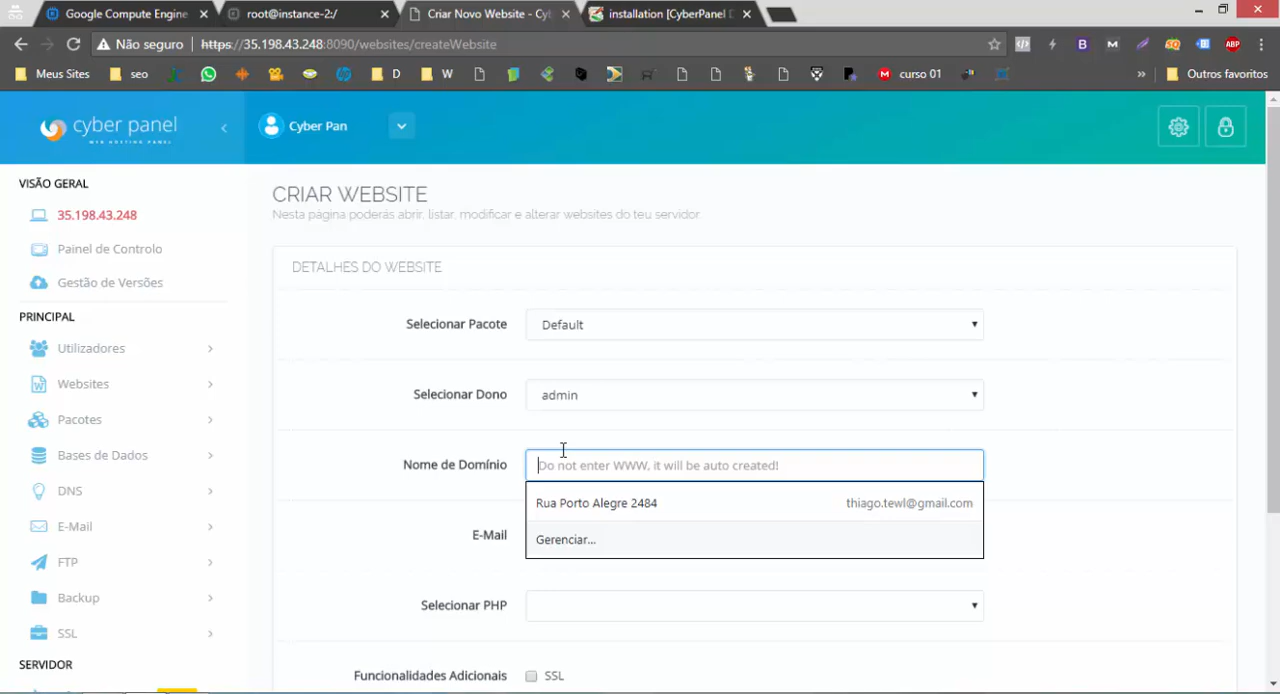 Google Compute Engine
root@instance-2:/
Criar Novo Website - Cy
installation [CyberPanel D
Não seguro
https://35.198.43.248:8090/websites/createWebsite
ABP
Meus Sites
seo
D
W
M curso 01
»
Outros favoritos
cyber panel
WEB HOSTING PANEL
Cyber Pan
VISÃO GERAL
35.198.43.248
Painel de Controlo
Gestão de Versões
PRINCIPAL
Utilizadores
Websites
Pacotes
Bases de Dados
DNS
E-Mail
FTP
Backup
SSL
SERVIDOR
CRIAR WEBSITE
Nesta página poderás abrir, listar, modificar e alterar websites do teu servidor.
DETALHES DO WEBSITE
Selecionar Pacote
Default
Selecionar Dono
admin
Nome de Domínio
Do not enter WWW, it will be auto created!
Rua Porto Alegre 2484
thiago.tewl@gmail.com
Gerenciar...
E-Mail
Selecionar PHP
Funcionalidades Adicionais
SSL